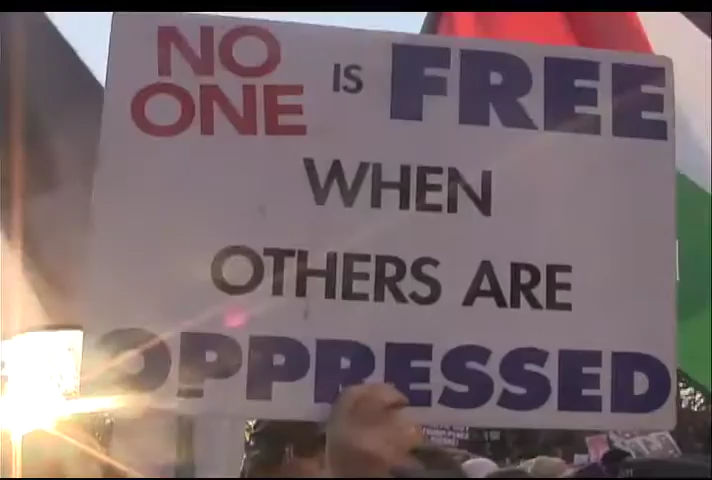 NO ONE IS FREE
WHEN
OTHERS ARE
OPPRESSED